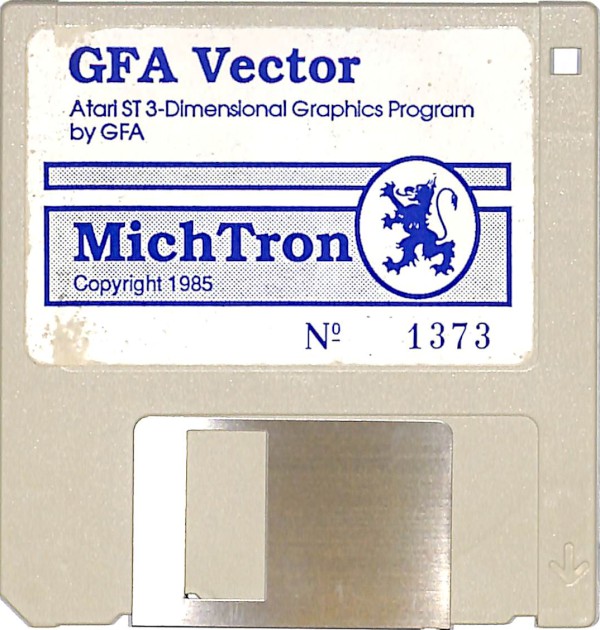 GFA Vector
Atari ST 3-Dimensional Graphics Program
by GFA
MichTron
Copyright 1985
Nº 1373